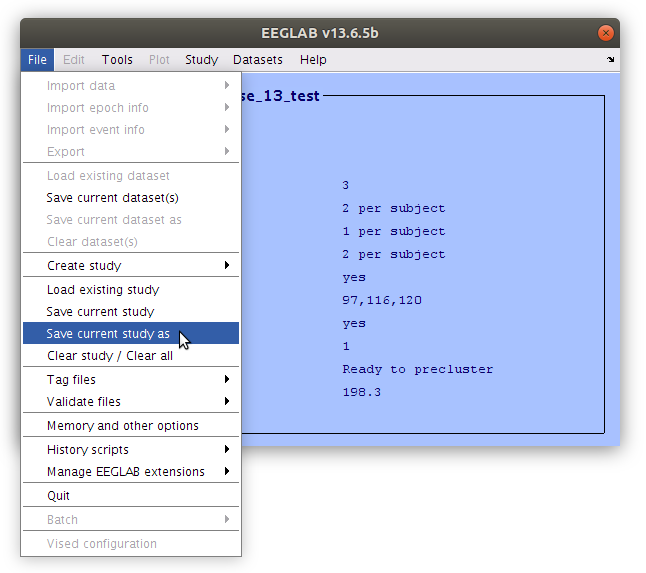 EEGLAB v13.6.5b
File Edit Tools Plot Study Datasets Help
Import data
Import epoch info
Import event info
Export
Load existing dataset
Save current dataset(s)
Save current dataset as
Clear dataset(s)
Create study
Load existing study
Save current study
Save current study as
Clear study / Clear all
Tag files
Validate files
Memory and other options
History scripts
Manage EEGLAB extensions
Quit
Batch
Vised configuration
se_13_test
3
2 per subject
1 per subject
2 per subject
yes
97,116,120
yes
1
Ready to precluster
198.3